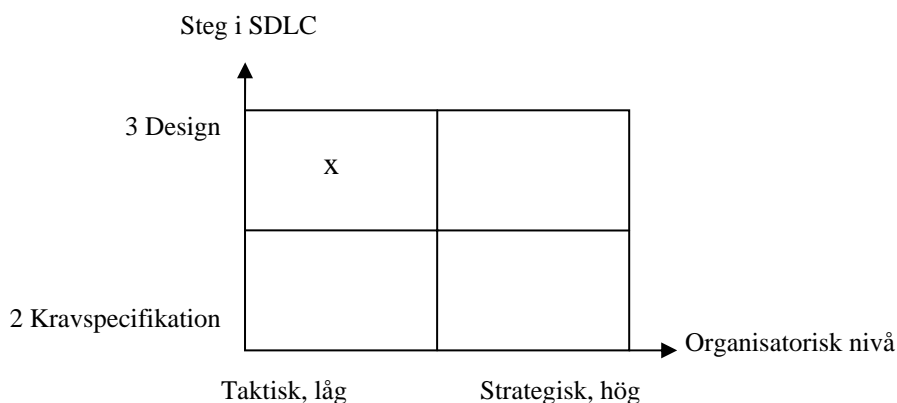 Steg i SDLC
3 Design
x
2 Kravspecifikation
Organisatorisk nivå
Taktisk, låg
Strategisk, hög